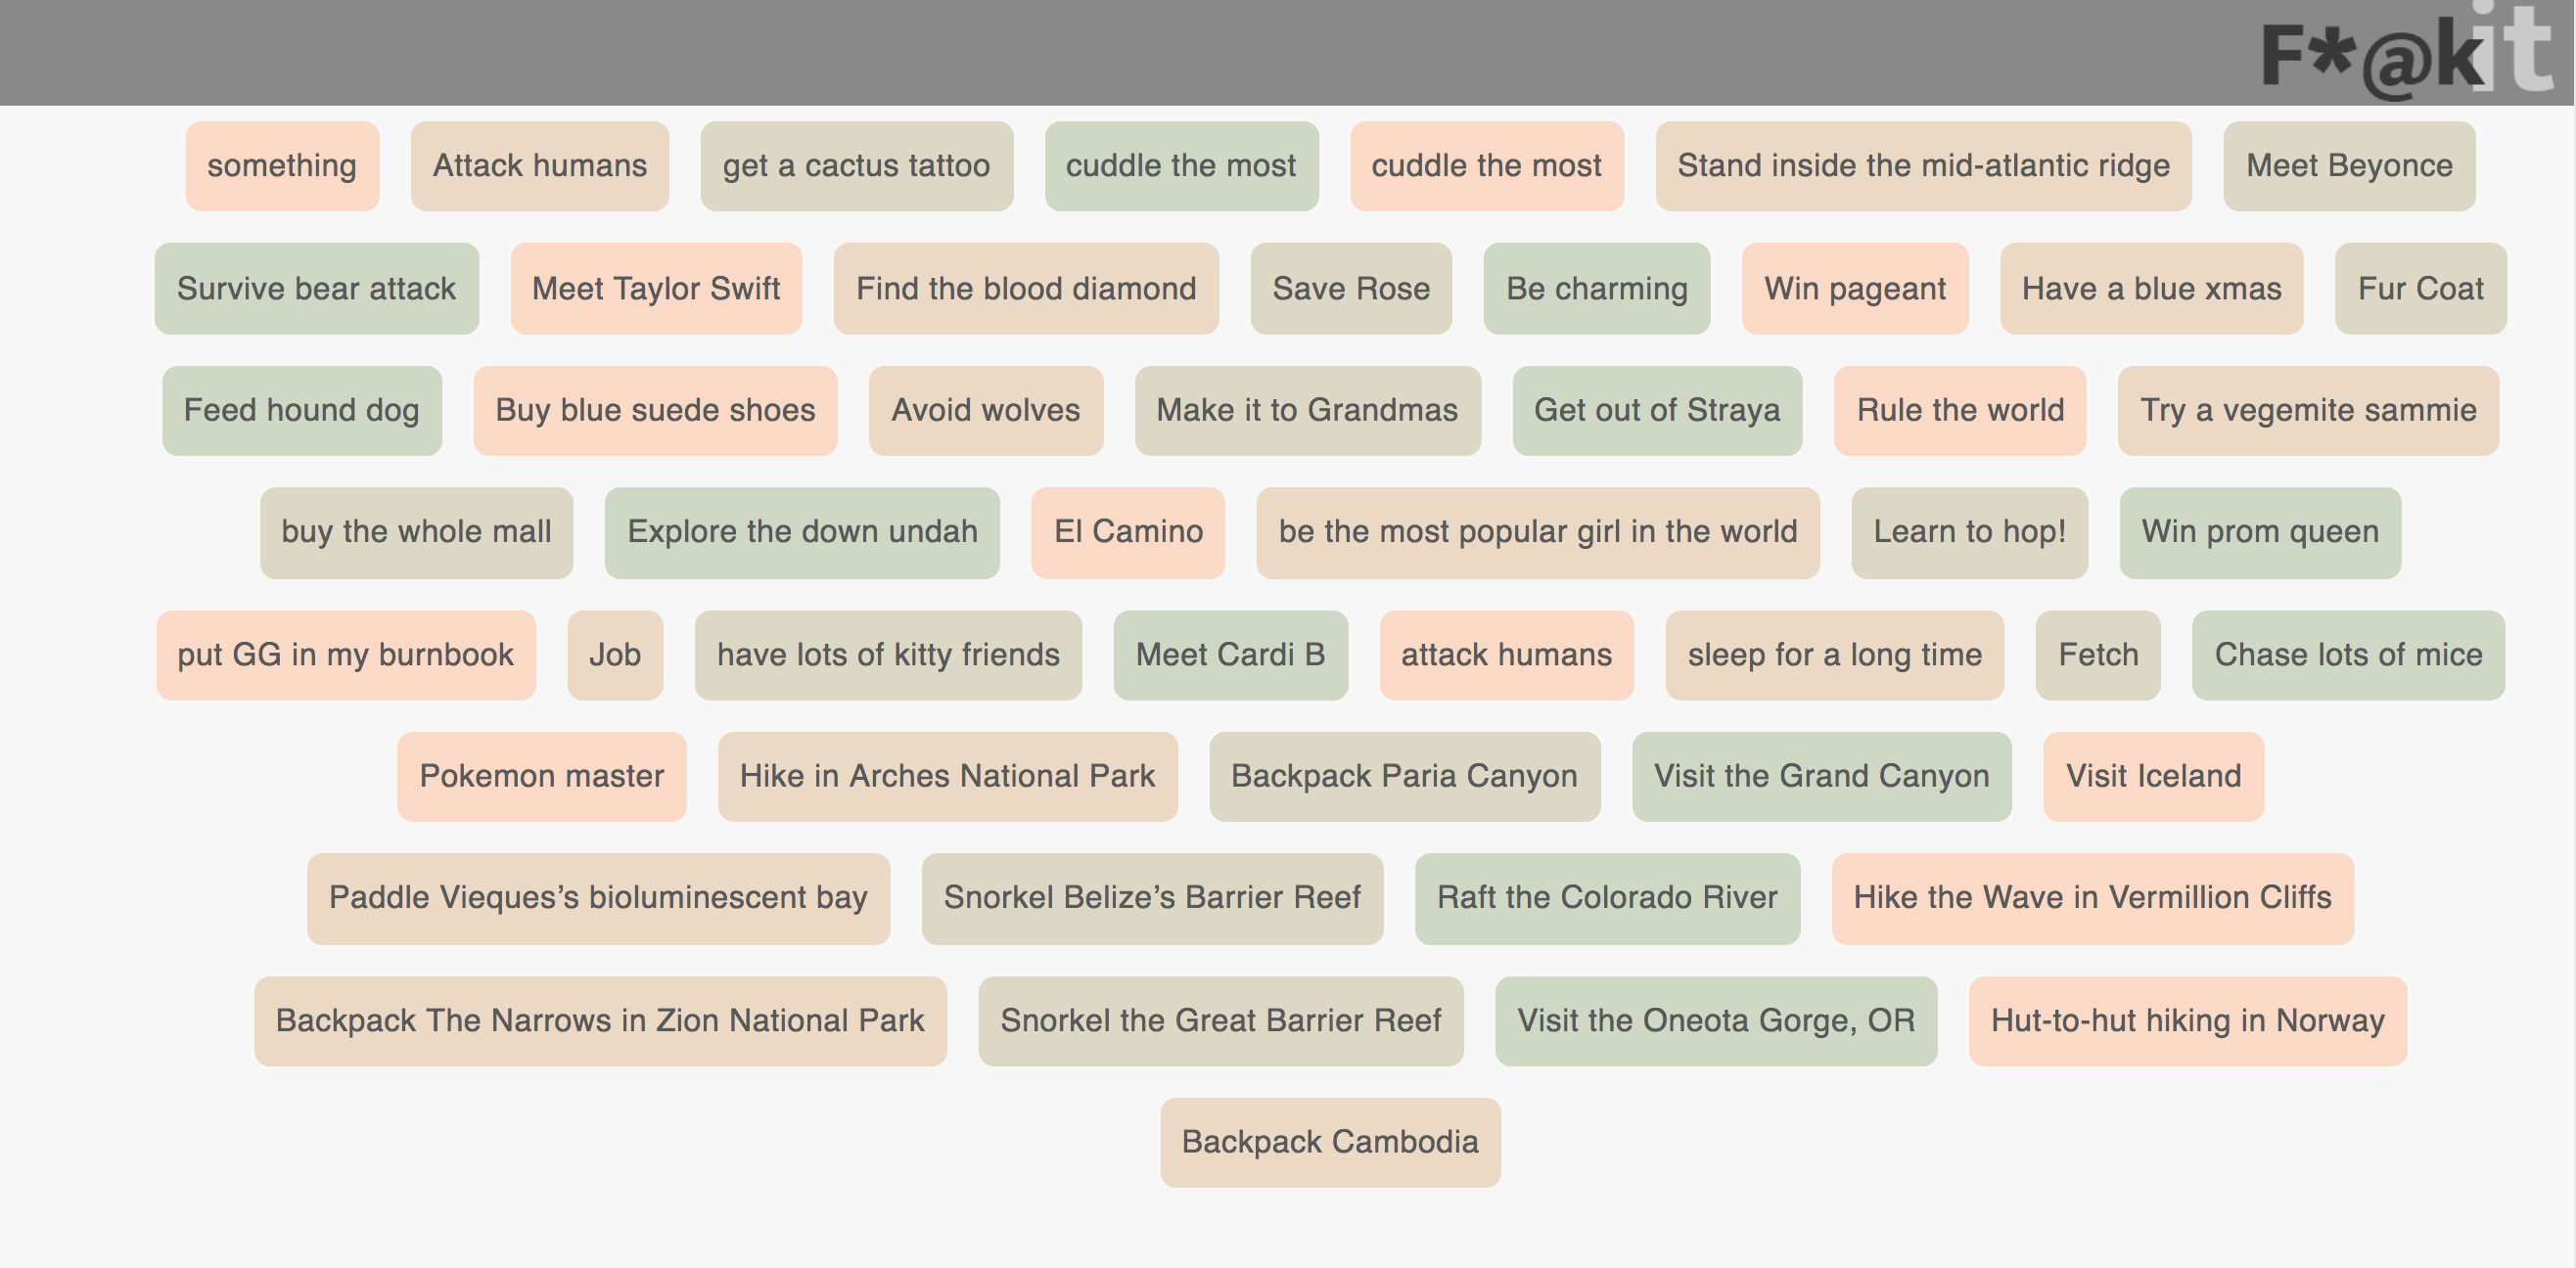 F*@kit
something Attack humans get a cactus tattoo cuddle the most cuddle the most Stand inside the mid-atlantic ridge Meet Beyonce
Survive bear attack Meet Taylor Swift Find the blood diamond Save Rose Be charming Win pageant Have a blue xmas Fur Coat
Feed hound dog Buy blue suede shoes Avoid wolves Make it to Grandmas Get out of Straya Rule the world Try a vegemite sammie
buy the whole mall Explore the down undah El Camino be the most popular girl in the world Learn to hop! Win prom queen
put GG in my burnbook Job have lots of kitty friends Meet Cardi B attack humans sleep for a long time Fetch Chase lots of mice
Pokemon master Hike in Arches National Park Backpack Paria Canyon Visit the Grand Canyon Visit Iceland
Paddle Vieques’s bioluminescent bay Snorkel Belize’s Barrier Reef Raft the Colorado River Hike the Wave in Vermillion Cliffs
Backpack The Narrows in Zion National Park Snorkel the Great Barrier Reef Visit the Oneota Gorge, OR Hut-to-hut hiking in Norway
Backpack Cambodia